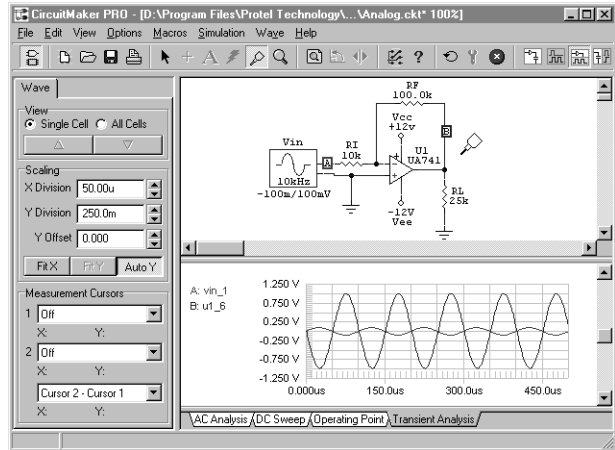 CircuitMaker PRO - [D:\Program Files\Protel Technology\...\Analog.ckt* 100%]
File Edit View Options Macros Simulation Wave Help
Wave
View
Single Cell All Cells
Scaling
X Division 50.00u
Y Division 250.0m
Y Offset 0.000
Fit X Fit Y Auto Y
Measurement Cursors
1 Off
X: Y:
2 Off
X: Y:
Cursor 2 - Cursor 1
X: Y:
RF
100.0k
Vcc
+12v
B
Vin
A
RI
10k
U1
UA741
10kHz
-100m/100mV
RL
25k
-12V
Vee
A: vin_1
B: u1_6
1.250 V
0.750 V
0.250 V
-0.250 V
-0.750 V
-1.250 V
0.000us 150.0us 300.0us 450.0us
AC Analysis DC Sweep Operating Point Transient Analysis